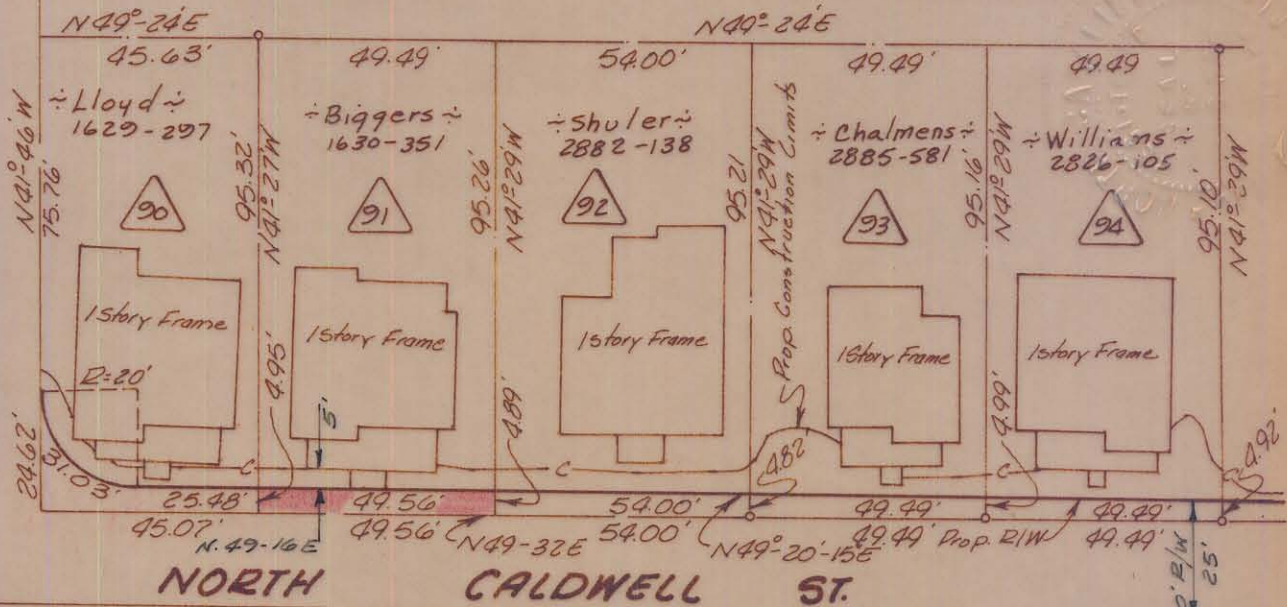 N49°-24'E
N49°-24'E
45.63'
49.49'
54.00'
49.49'
49.49
÷Lloyd÷
1629-297
÷Biggers÷
1630-351
÷Shuler÷
2882-138
÷Chalmens÷
2885-581
÷Williams÷
2826-105
N41°-46'W
75.76'
95.32'
N41°-27'W
95.26'
N41°-29'W
95.21
N41°-29'W
Prop. Construction Limits
95.16'
N41°-29'W
95.10'
N41°-29'W
90
91
92
93
94
1 Story Frame
1 Story Frame
1 Story Frame
1 Story Frame
1 Story Frame
R=20'
4.95'
5'
4.89'
4.82'
4.99'
4.92
24.62'
31.03'
C
C
C
25.48'
49.56'
54.00'
49.49'
49.49'
45.07'
49.56'
54.00'
49.49'
49.49'
N.49-16E
N49-32E
N49°-20'-15"E
Prop. R/W
R/W
25'
NORTH CALDWELL ST.